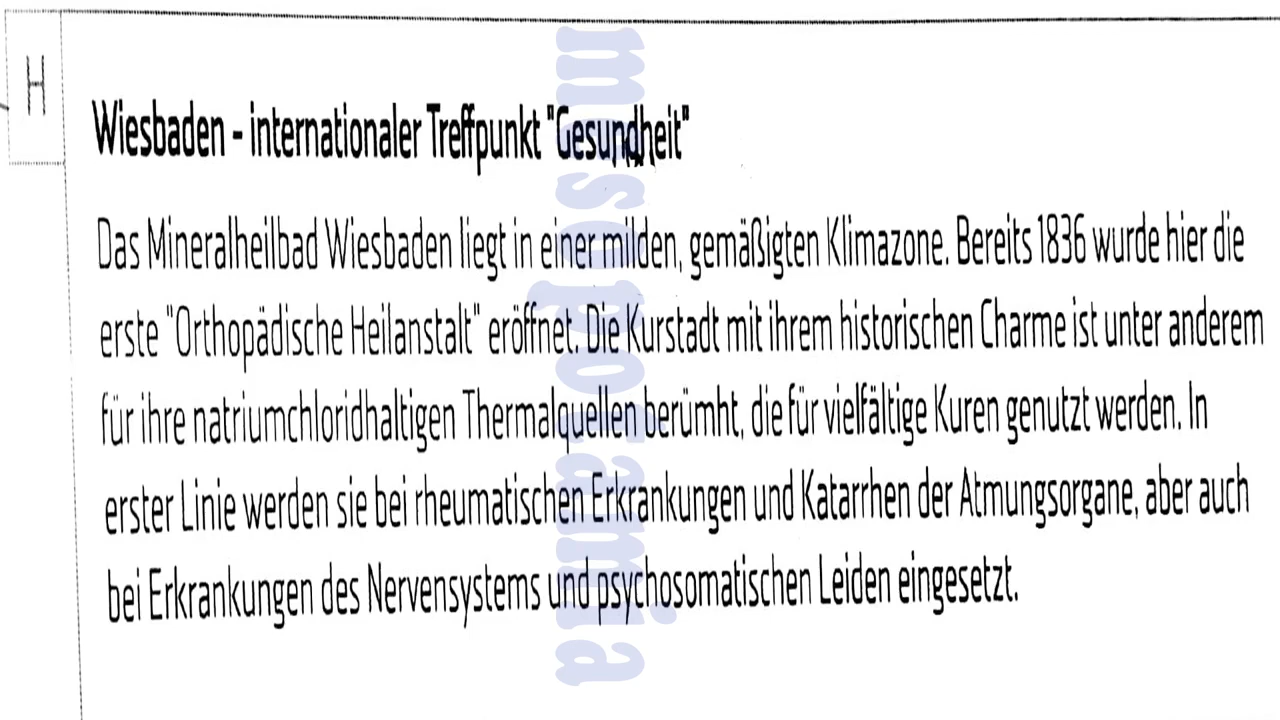 H
Wiesbaden - internationaler Treffpunkt "Gesundheit"
Das Mineralheilbad Wiesbaden liegt in einer milden, gemäßigten Klimazone. Bereits 1836 wurde hier die
erste "Orthopädische Heilanstalt" eröffnet. Die Kurstadt mit ihrem historischen Charme ist unter anderem
für ihre natriumchloridhaltigen Thermalquellen berümht, die für vielfältige Kuren genutzt werden. In
erster Linie werden sie bei rheumatischen Erkrankungen und Katarrhen der Atmungsorgane, aber auch
bei Erkrankungen des Nervensystems und psychosomatischen Leiden eingesetzt.
mesopotamia